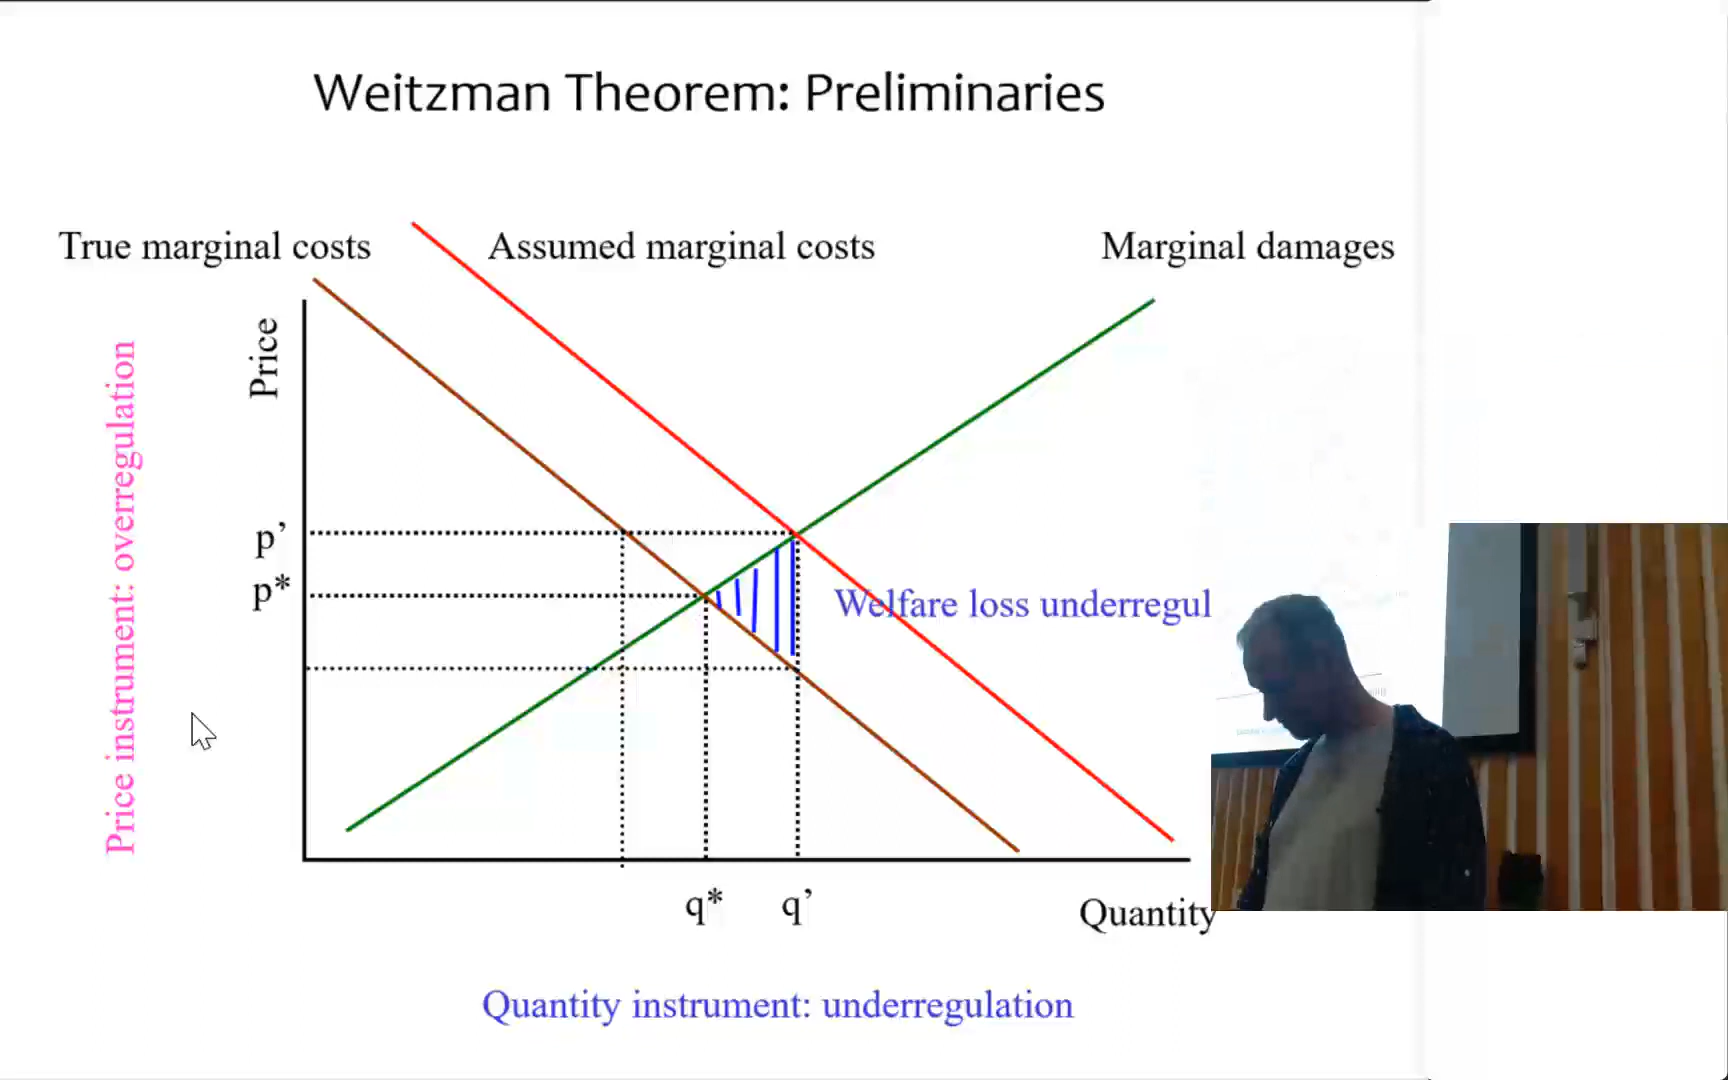 Weitzman Theorem: Preliminaries
True marginal costs
Assumed marginal costs
Marginal damages
Price instrument: overregulation
Price
p’
p*
Welfare loss underregul
q*
q’
Quantity
Quantity instrument: underregulation